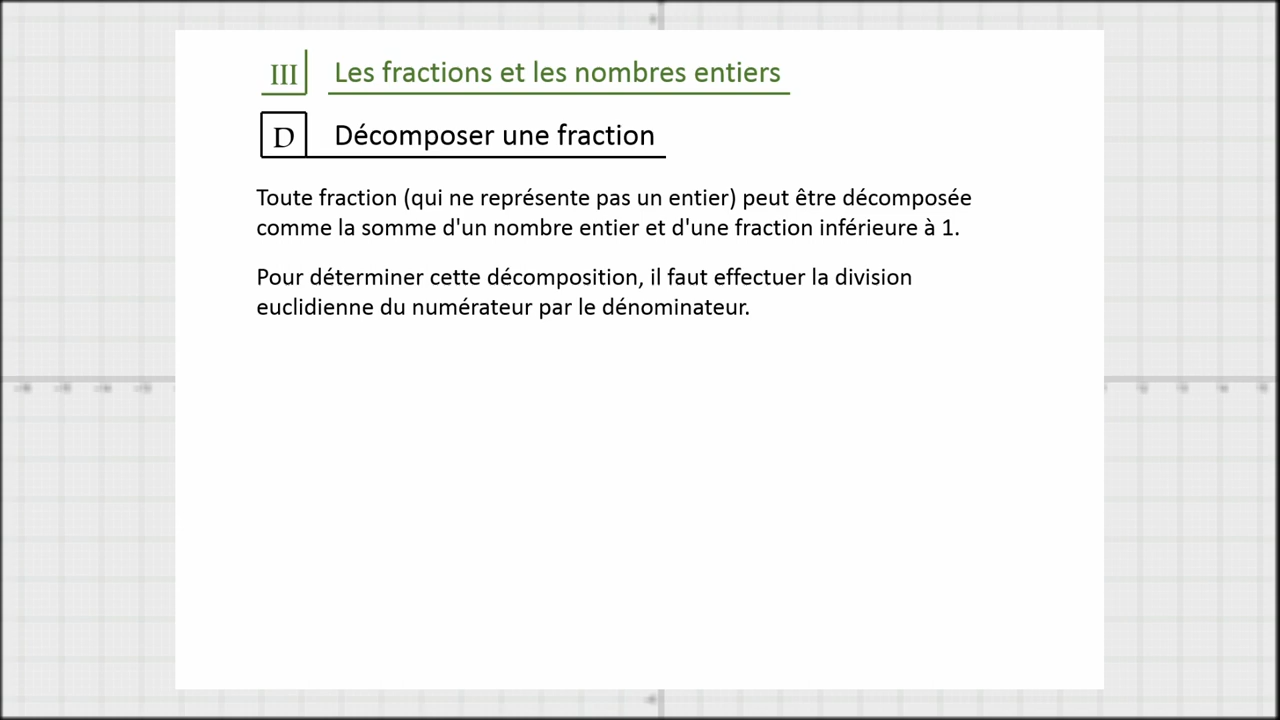 III Les fractions et les nombres entiers
D Décomposer une fraction
Toute fraction (qui ne représente pas un entier) peut être décomposée
comme la somme d'un nombre entier et d'une fraction inférieure à 1.
Pour déterminer cette décomposition, il faut effectuer la division
euclidienne du numérateur par le dénominateur.